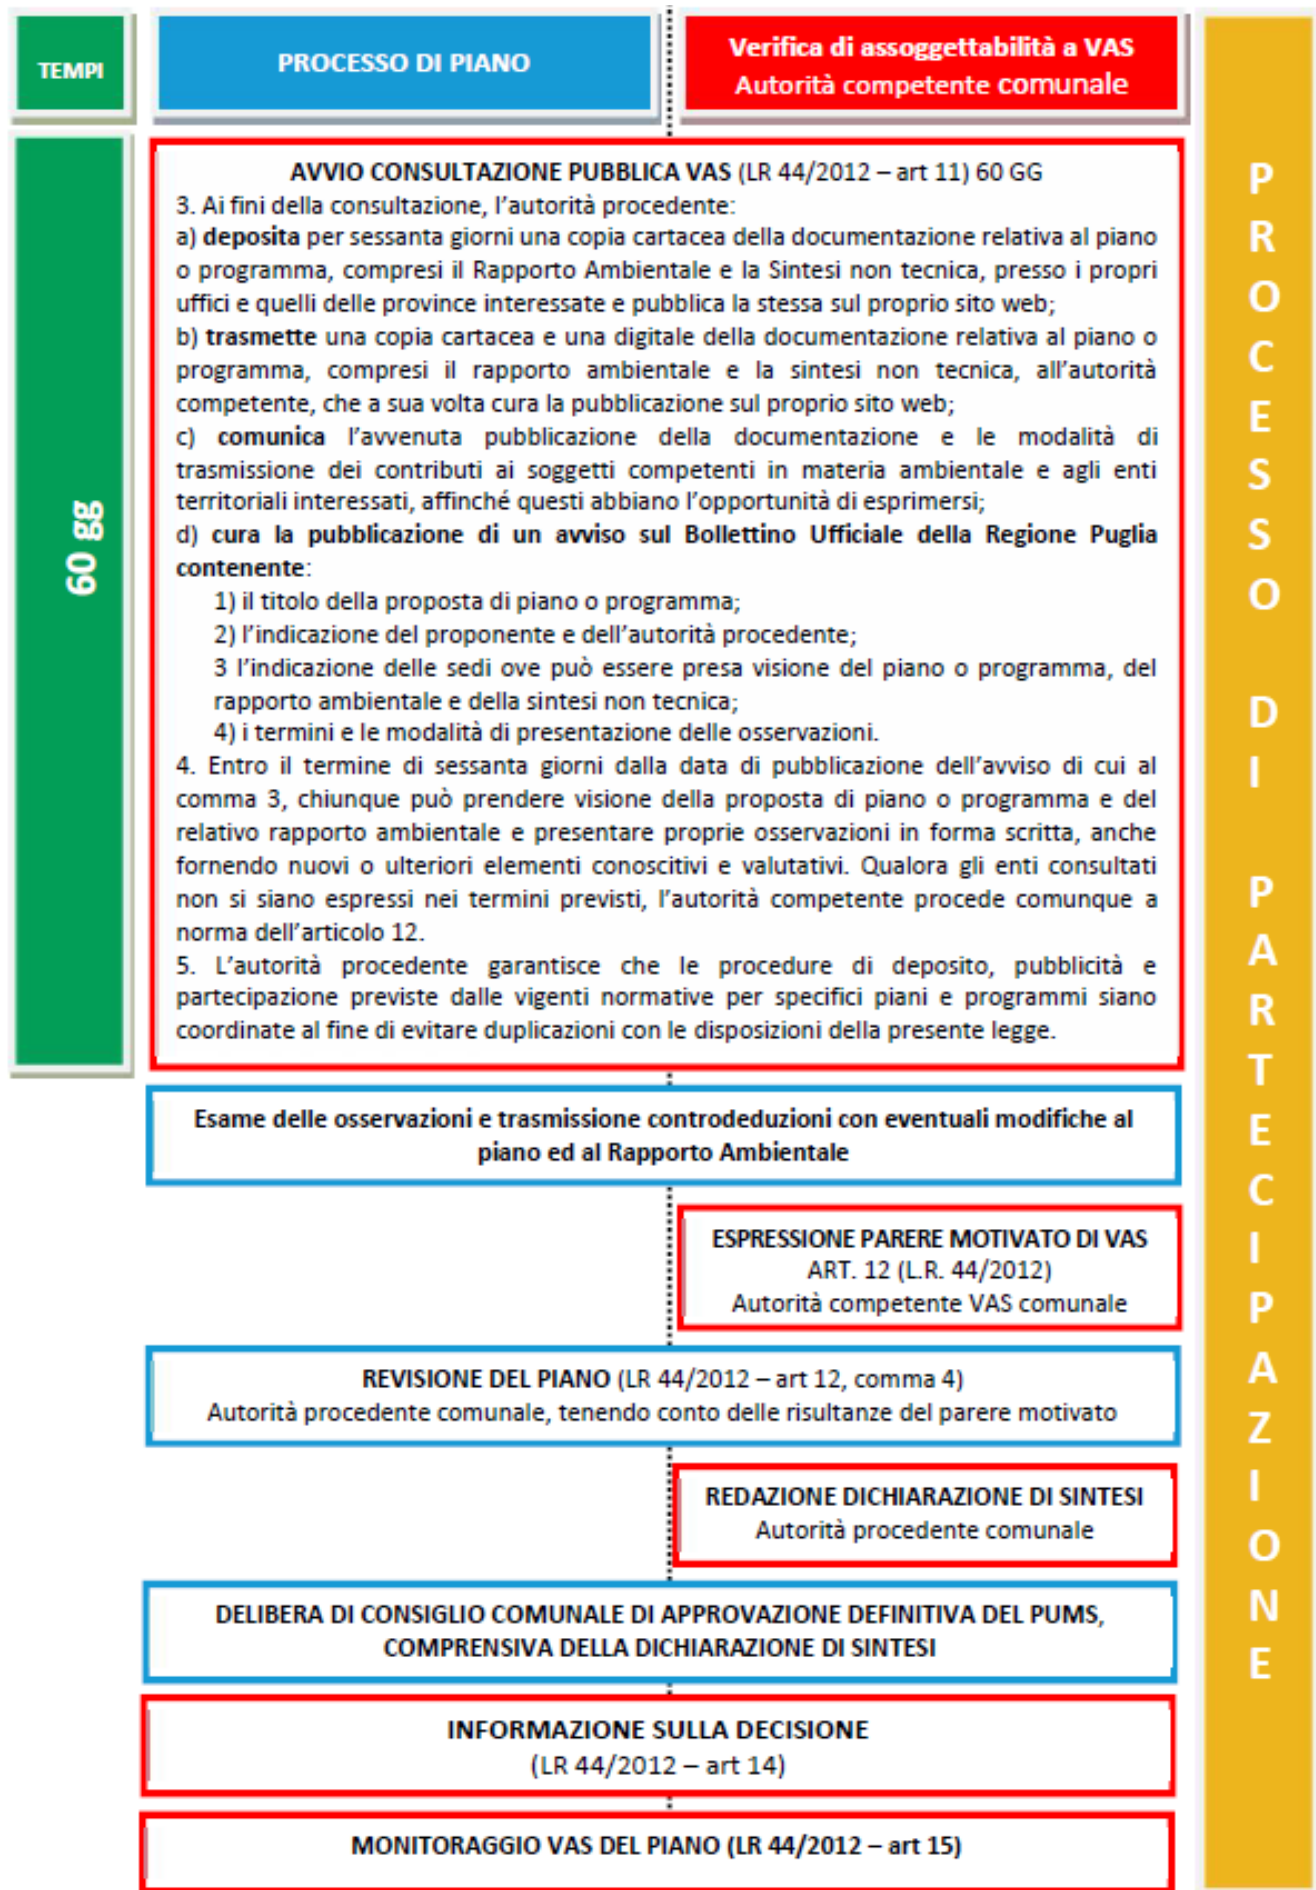 TEMPI
PROCESSO DI PIANO
Verifica di assoggettabilità a VAS
Autorità competente comunale
60 gg
AVVIO CONSULTAZIONE PUBBLICA VAS (LR 44/2012 – art 11) 60 GG
3. Ai fini della consultazione, l'autorità procedente:
a) deposita per sessanta giorni una copia cartacea della documentazione relativa al piano
o programma, compresi il Rapporto Ambientale e la Sintesi non tecnica, presso i propri
uffici e quelli delle province interessate e pubblica la stessa sul proprio sito web;
b) trasmette una copia cartacea e una digitale della documentazione relativa al piano o
programma, compresi il rapporto ambientale e la sintesi non tecnica, all'autorità
competente, che a sua volta cura la pubblicazione sul proprio sito web;
c) comunica l'avvenuta pubblicazione della documentazione e le modalità di
trasmissione dei contributi ai soggetti competenti in materia ambientale e agli enti
territoriali interessati, affinché questi abbiano l'opportunità di esprimersi;
d) cura la pubblicazione di un avviso sul Bollettino Ufficiale della Regione Puglia
contenente:
1) il titolo della proposta di piano o programma;
2) l'indicazione del proponente e dell'autorità procedente;
3 l'indicazione delle sedi ove può essere presa visione del piano o programma, del
rapporto ambientale e della sintesi non tecnica;
4) i termini e le modalità di presentazione delle osservazioni.
4. Entro il termine di sessanta giorni dalla data di pubblicazione dell'avviso di cui al
comma 3, chiunque può prendere visione della proposta di piano o programma e del
relativo rapporto ambientale e presentare proprie osservazioni in forma scritta, anche
fornendo nuovi o ulteriori elementi conoscitivi e valutativi. Qualora gli enti consultati
non si siano espressi nei termini previsti, l'autorità competente procede comunque a
norma dell'articolo 12.
5. L'autorità procedente garantisce che le procedure di deposito, pubblicità e
partecipazione previste dalle vigenti normative per specifici piani e programmi siano
coordinate al fine di evitare duplicazioni con le disposizioni della presente legge.
Esame delle osservazioni e trasmissione controdeduzioni con eventuali modifiche al
piano ed al Rapporto Ambientale
ESPRESSIONE PARERE MOTIVATO DI VAS
ART. 12 (L.R. 44/2012)
Autorità competente VAS comunale
REVISIONE DEL PIANO (LR 44/2012 – art 12, comma 4)
Autorità procedente comunale, tenendo conto delle risultanze del parere motivato
REDAZIONE DICHIARAZIONE DI SINTESI
Autorità procedente comunale
DELIBERA DI CONSIGLIO COMUNALE DI APPROVAZIONE DEFINITIVA DEL PUMS,
COMPRENSIVA DELLA DICHIARAZIONE DI SINTESI
INFORMAZIONE SULLA DECISIONE
(LR 44/2012 – art 14)
MONITORAGGIO VAS DEL PIANO (LR 44/2012 – art 15)
PROCESSO DI PARTECIPAZIONE